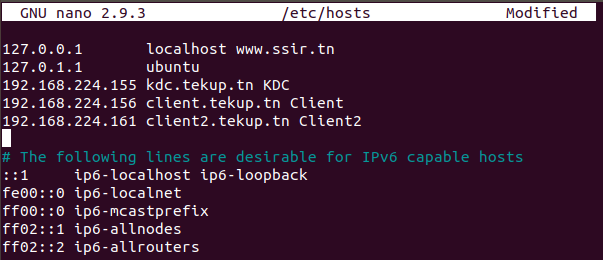 GNU nano 2.9.3 /etc/hosts Modified
127.0.0.1 localhost www.ssir.tn
127.0.1.1 ubuntu
192.168.224.155 kdc.tekup.tn KDC
192.168.224.156 client.tekup.tn Client
192.168.224.161 client2.tekup.tn Client2
# The following lines are desirable for IPv6 capable hosts
::1 ip6-localhost ip6-loopback
fe00::0 ip6-localnet
ff00::0 ip6-mcastprefix
ff02::1 ip6-allnodes
ff02::2 ip6-allrouters